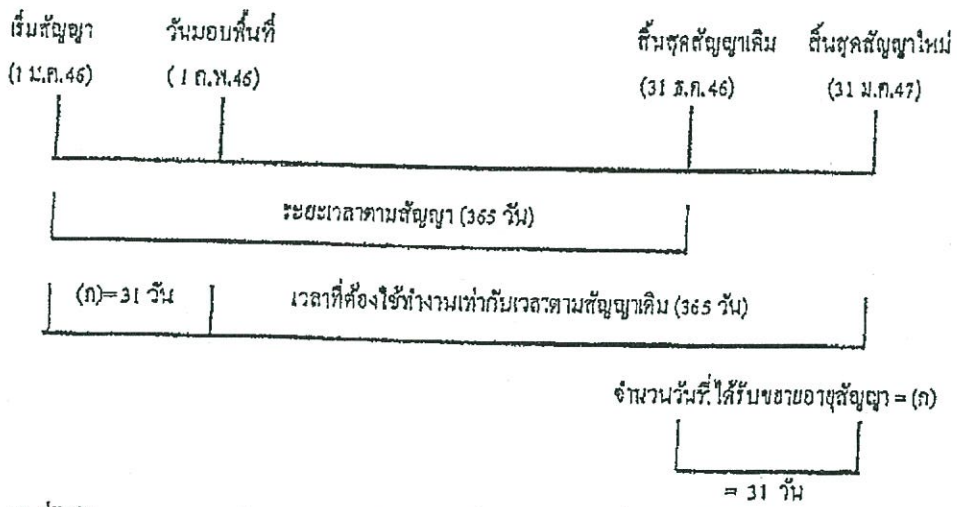 เริ่มสัญญา วันมอบพื้นที่ สิ้นสุดสัญญาเดิม สิ้นสุดสัญญาใหม่
(1 ม.ค.46) (1 ก.พ.46) (31 ธ.ค.46) (31 ม.ค.47)
ระยะเวลาตามสัญญา (365 วัน)
(ก)=31 วัน เวลาที่ต้องใช้ทำงานเท่ากับเวลาตามสัญญาเดิม (365 วัน)
จำนวนวันที่ได้รับขยายอายุสัญญา = (ก)
= 31 วัน